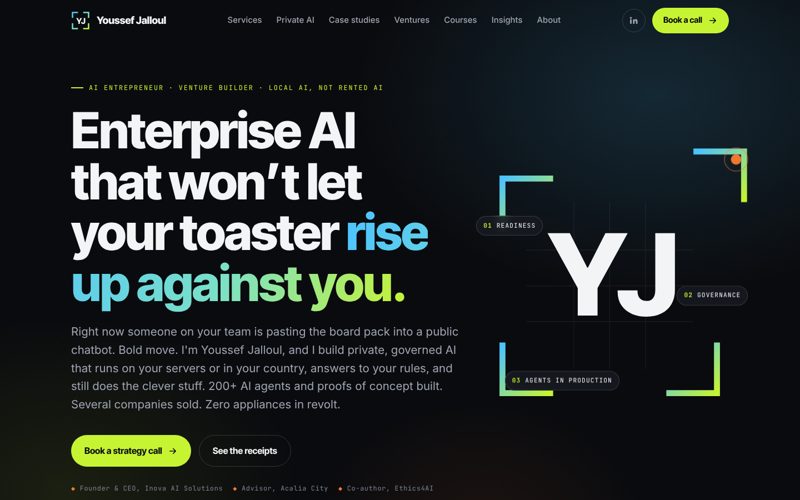 YJ Youssef Jalloul
Services Private AI Case studies Ventures Courses Insights About
in
Book a call →
AI ENTREPRENEUR · VENTURE BUILDER · LOCAL AI, NOT RENTED AI
Enterprise AI
that won’t let
your toaster rise
up against you.
Right now someone on your team is pasting the board pack into a public
chatbot. Bold move. I'm Youssef Jalloul, and I build private, governed AI
that runs on your servers or in your country, answers to your rules, and
still does the clever stuff. 200+ AI agents and proofs of concept built.
Several companies sold. Zero appliances in revolt.
Book a strategy call →
See the receipts
◆ Founder & CEO, Inova AI Solutions ◆ Advisor, Acalia City ◆ Co-author, Ethics4AI
01 READINESS
YJ
02 GOVERNANCE
03 AGENTS IN PRODUCTION